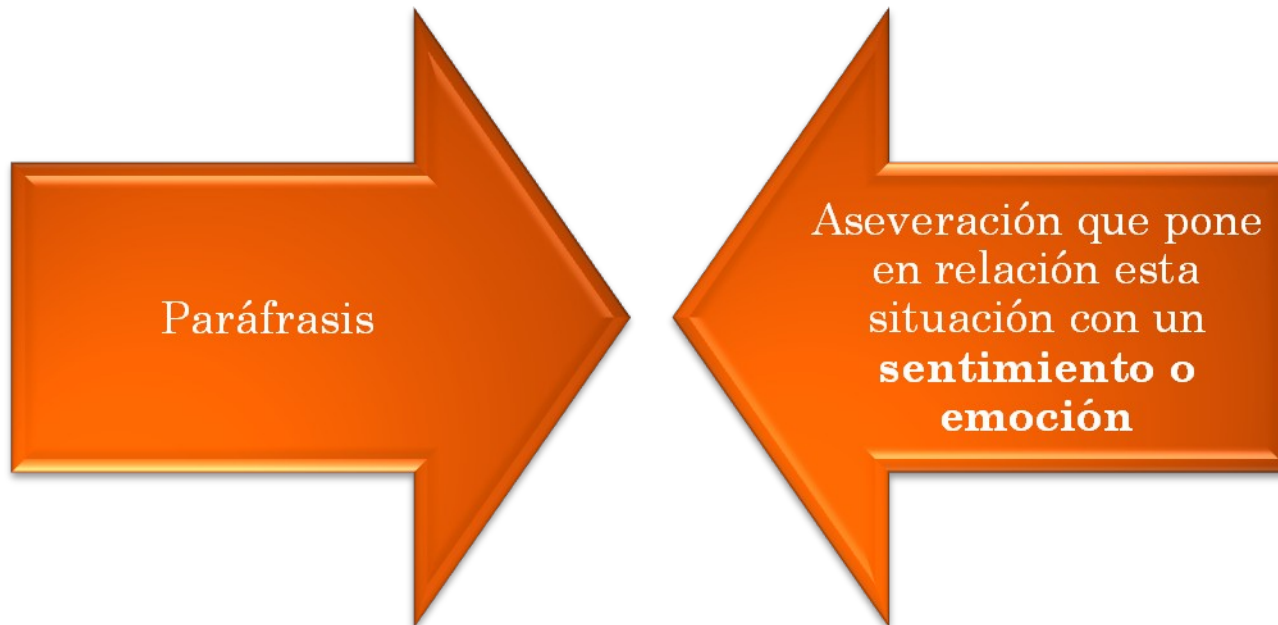 Paráfrasis
Aseveración que pone
en relación esta
situación con un
sentimiento o
emoción